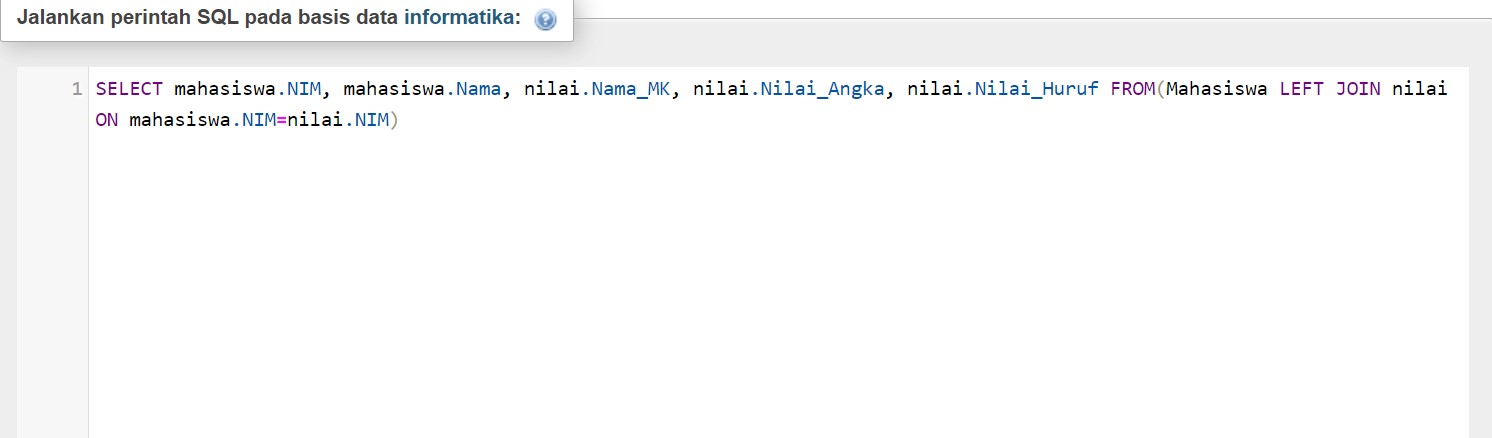 Jalankan perintah SQL pada basis data informatika:
1 SELECT mahasiswa.NIM, mahasiswa.Nama, nilai.Nama_MK, nilai.Nilai_Angka, nilai.Nilai_Huruf FROM(Mahasiswa LEFT JOIN nilai
ON mahasiswa.NIM=nilai.NIM)